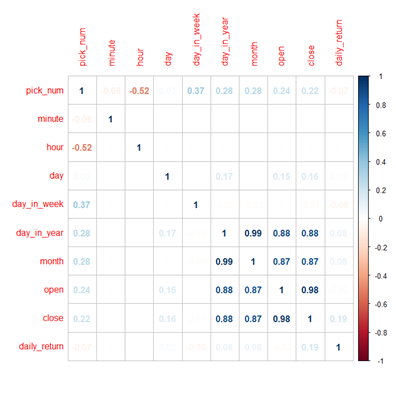 pick_num minute hour day day_in_week day_in_year month open close daily_return
pick_num 1 -0.52 0.37 0.28 0.28 0.24 0.22 1
minute 1 0.8
hour -0.52 1 0.6
day 1 0.17 0.15 0.16 0.4
day_in_week 0.37 1 0.2
day_in_year 0.28 0.17 1 0.99 0.88 0.88 0
month 0.28 0.99 1 0.87 0.87 -0.2
open 0.24 0.15 0.88 0.87 1 0.98 -0.4
close 0.22 0.16 0.88 0.87 0.98 1 0.19 -0.6
daily_return 0.19 1 -0.8
-1